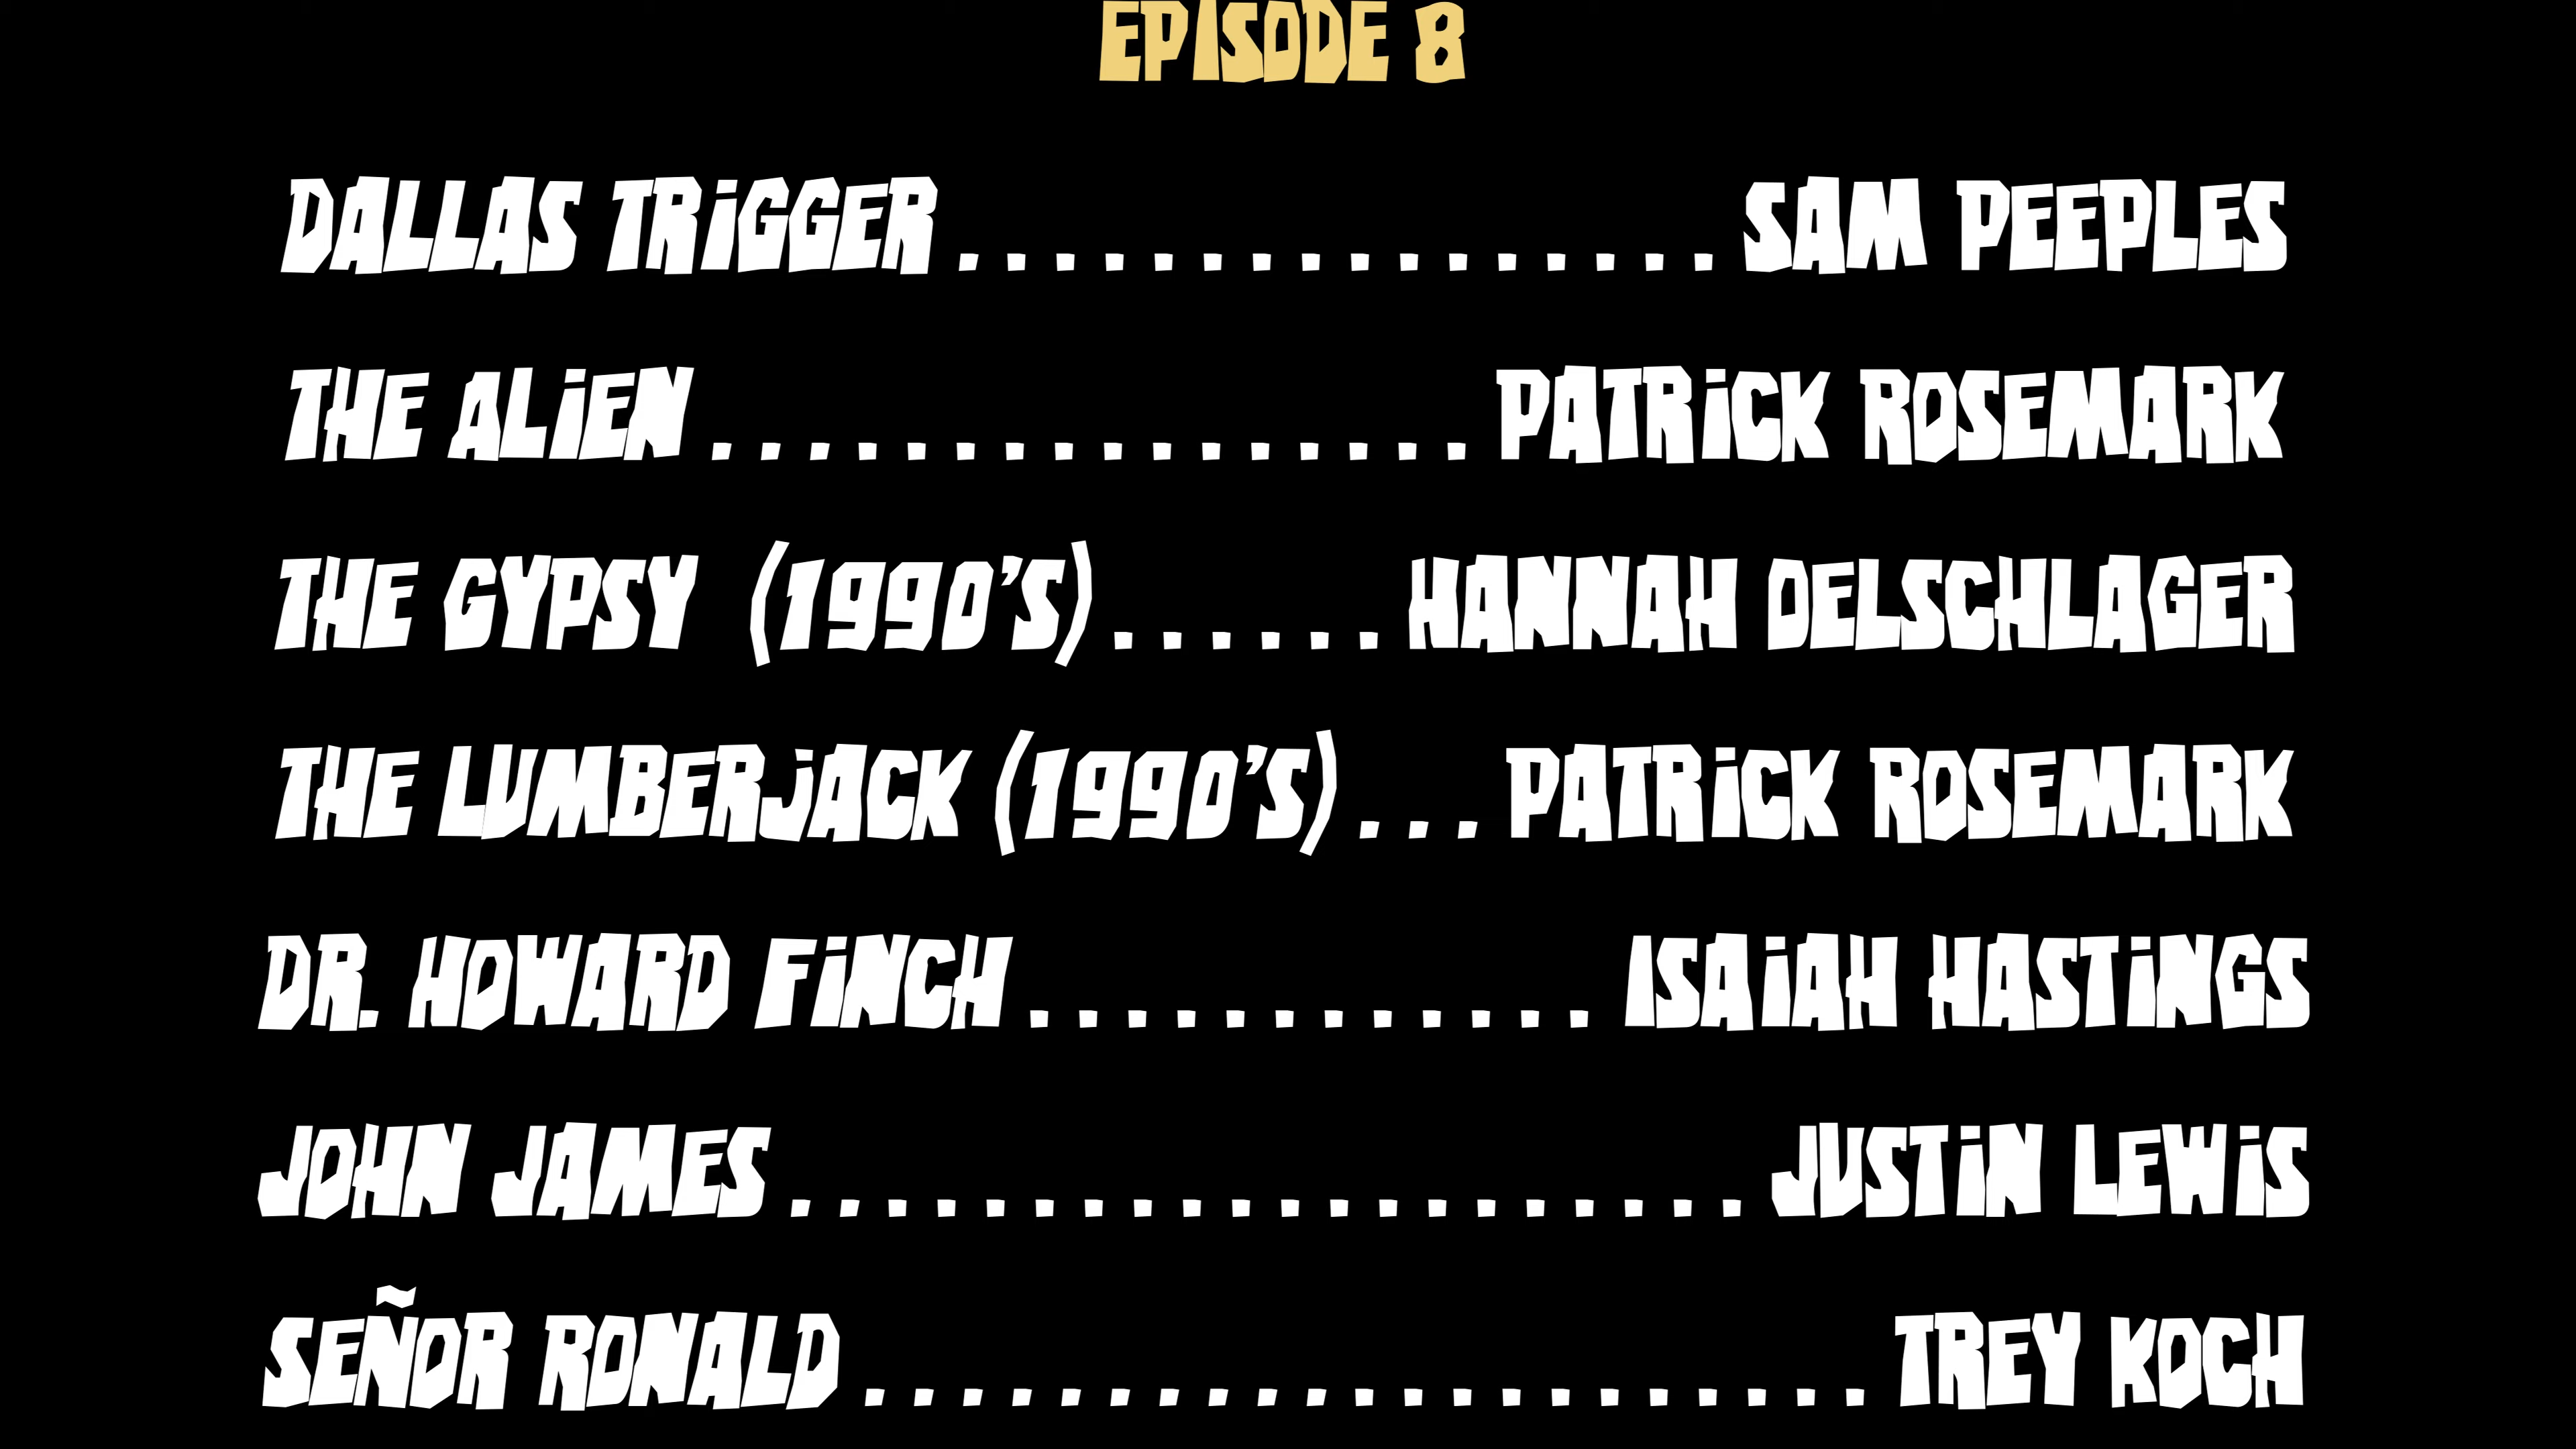 EPISODE 8
DALLAS TRIGGER . . . . . . . . . . . . . . . . SAM PEEPLES
THE ALIEN . . . . . . . . . . . . . . . . PATRICK ROSEMARK
THE GYPSY (1990'S) . . . . . . HANNAH OELSCHLAGER
THE LUMBERJACK (1990'S) . . . PATRICK ROSEMARK
DR. HOWARD FINCH . . . . . . . . . . . . ISAIAH HASTINGS
JOHN JAMES . . . . . . . . . . . . . . . . . . . . JUSTIN LEWIS
SEÑOR RONALD . . . . . . . . . . . . . . . . . . . . . TREY KOCH